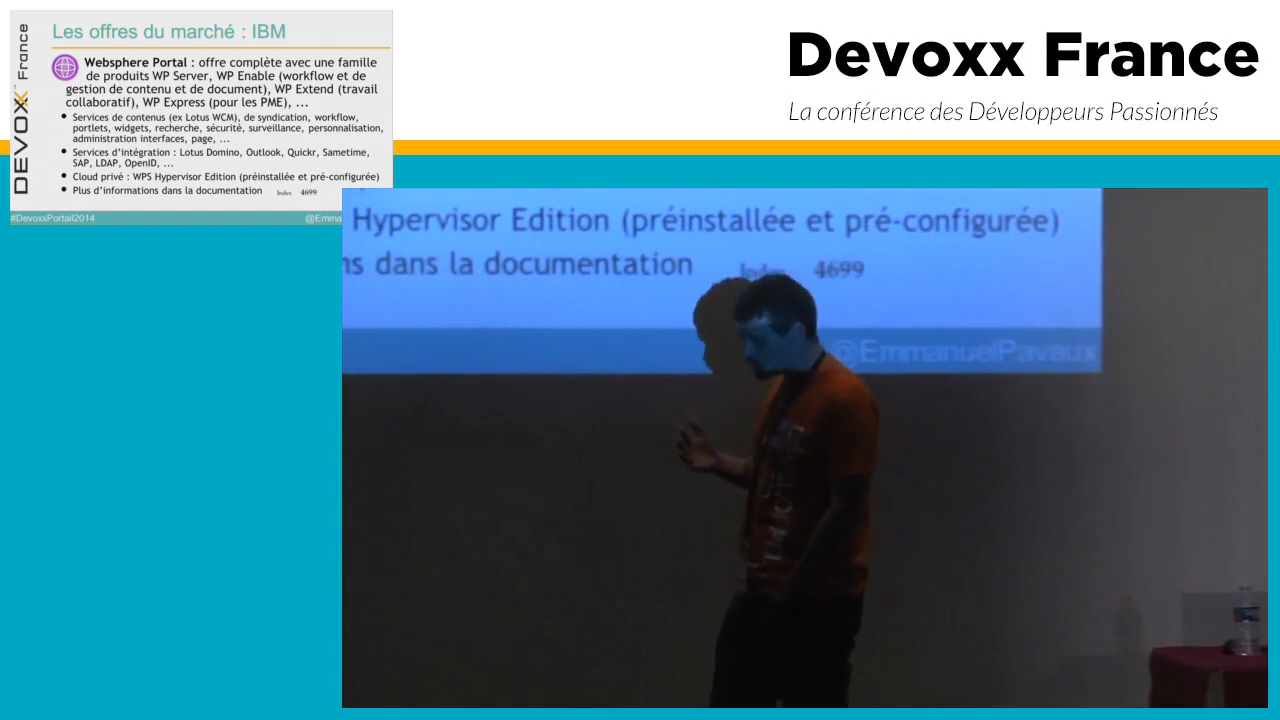 Les offres du marché : IBM
DEVOXX France
Websphere Portal : offre complète avec une famille
de produits WP Server, WP Enable (workflow et de
gestion de contenu et de document), WP Extend (travail
collaboratif), WP Express (pour les PME), ...
• Services de contenus (ex Lotus WCM), de syndication, workflow,
portlets, widgets, recherche, sécurité, surveillance, personnalisation,
administration interfaces, page, ...
• Services d'intégration : Lotus Domino, Outlook, Quickr, Sametime,
SAP, LDAP, OpenID, ...
• Cloud privé : WPS Hypervisor Edition (préinstallée et pré-configurée)
• Plus d'informations dans la documentation Index 4699
#DevoxxPortail2014 @Emma
Devoxx France
La conférence des Développeurs Passionnés
Hypervisor Edition (préinstallée et pré-configurée)
ns dans la documentation Index 4699
@EmmanuelPavaux